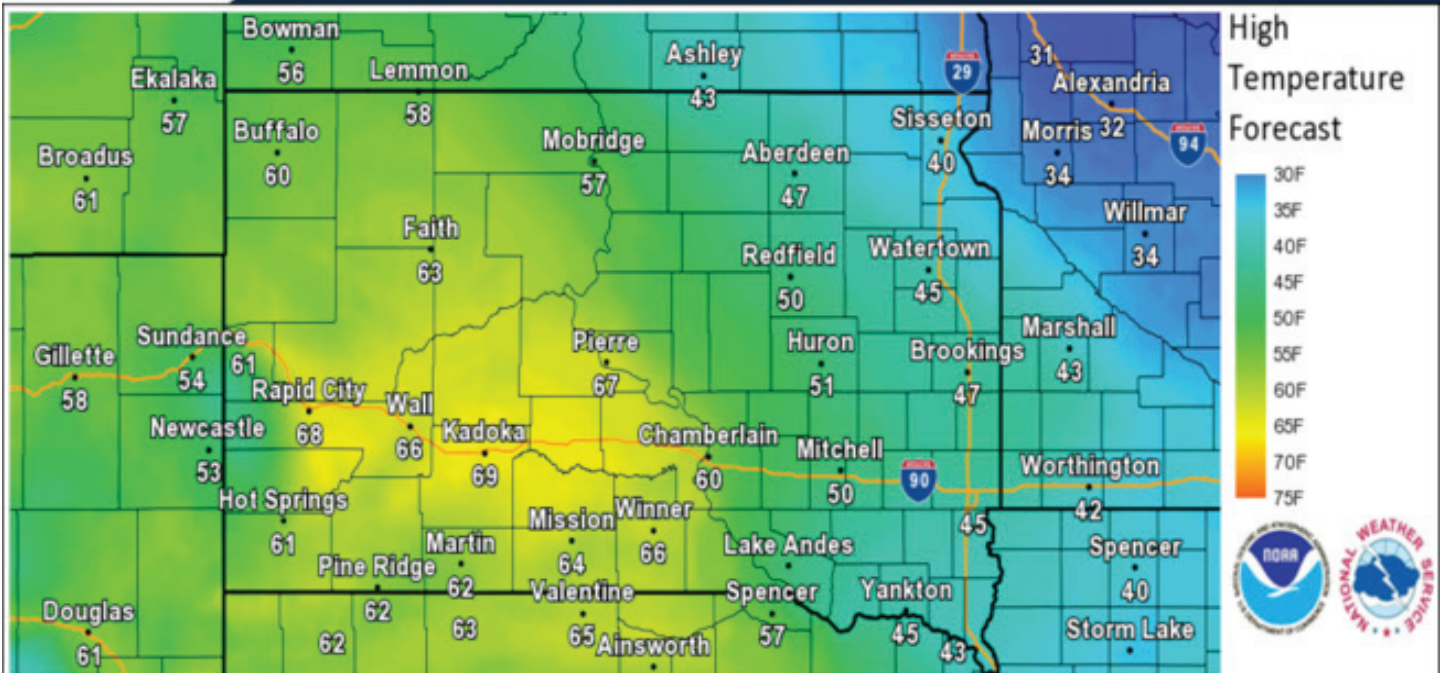 High
Temperature
Forecast
30F
35F
40F
45F
50F
55F
60F
65F
70F
75F
Bowman
56
Lemmon
58
Ashley
43
29
31
Alexandria
32
94
Ekalaka
57
Broadus
61
Buffalo
60
Mobridge
57
Aberdeen
47
Sisseton
40
Morris
34
Willmar
34
Faith
63
Redfield
50
Watertown
45
Gillette
58
Sundance
54
61
Rapid City
68
Wall
66
Kadoka
69
Pierre
67
Huron
51
Brookings
47
Marshall
43
Newcastle
53
Chamberlain
60
Mitchell
50
90
Worthington
42
Hot Springs
61
Martin
62
Mission
64
Winner
66
Lake Andes
45
Spencer
40
Pine Ridge
62
Valentine
65
Spencer
57
Yankton
45
43
Storm Lake
Douglas
61
62
63
Ainsworth
NOAA
NATIONAL WEATHER SERVICE